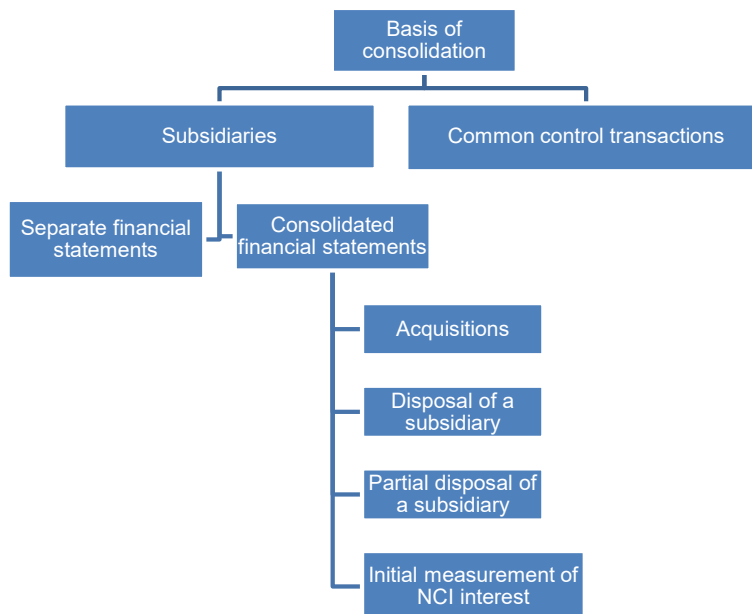 Basis of
consolidation
Subsidiaries
Common control transactions
Separate financial
statements
Consolidated
financial statements
Acquisitions
Disposal of a
subsidiary
Partial disposal of
a subsidiary
Initial measurement of
NCI interest